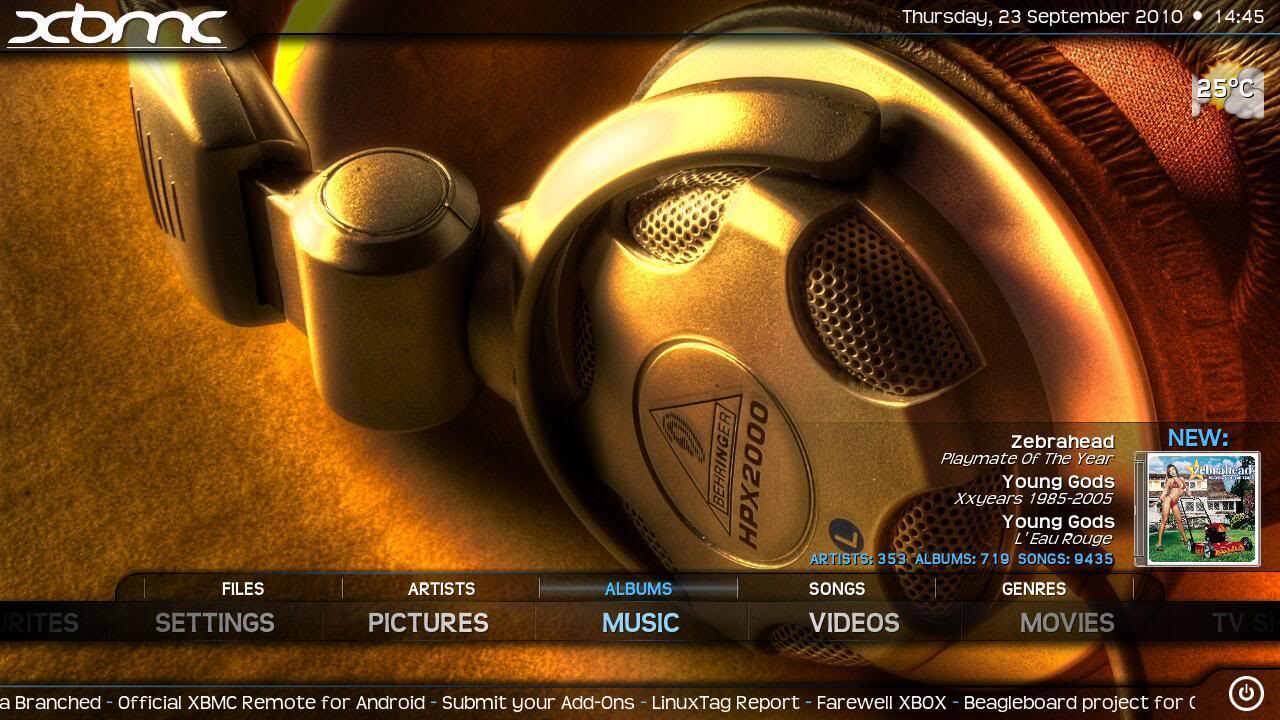 xbmc
Thursday, 23 September 2010 • 14:45
25°C
BEHRINGER
HPX2000
L
NEW:
Zebrahead
Playmate Of The Year
zebrahead
Young Gods
Xxyears 1985-2005
Young Gods
L'Eau Rouge
ARTISTS: 353 ALBUMS: 719 SONGS: 9435
FILES ARTISTS ALBUMS SONGS GENRES
RITES SETTINGS PICTURES MUSIC VIDEOS MOVIES TV S
a Branched - Official XBMC Remote for Android - Submit your Add-Ons - LinuxTag Report - Farewell XBOX - Beagleboard project for